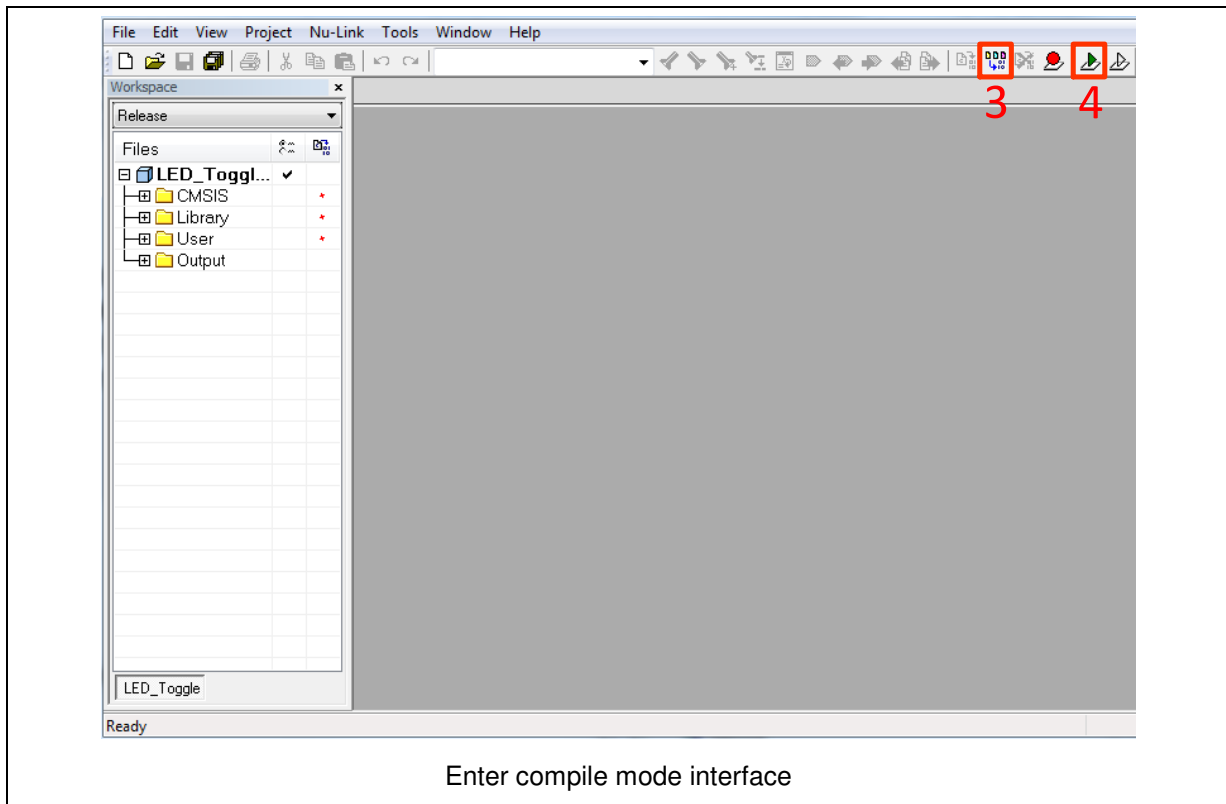 File Edit View Project Nu-Link Tools Window Help
Workspace x
3 4
Release
Files
LED_Toggl...
CMSIS
Library
User
Output
LED_Toggle
Ready
Enter compile mode interface